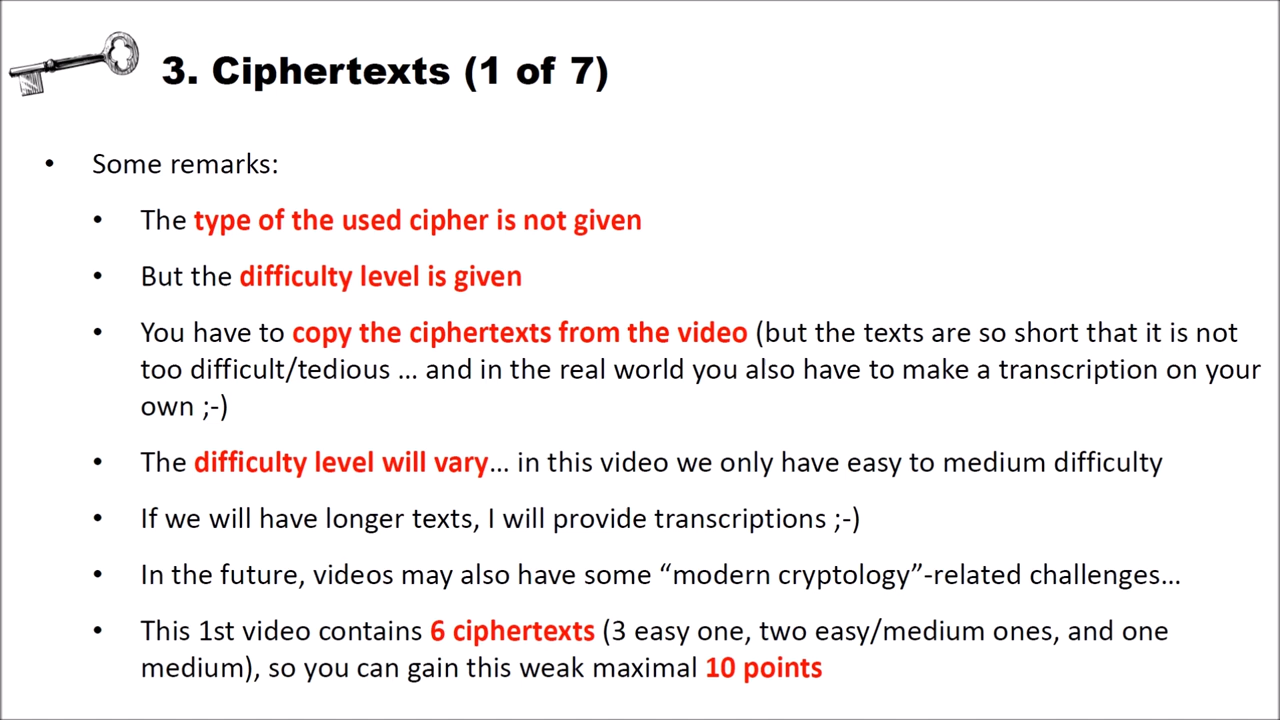 3. Ciphertexts (1 of 7)
• Some remarks:
• The type of the used cipher is not given
• But the difficulty level is given
• You have to copy the ciphertexts from the video (but the texts are so short that it is not
too difficult/tedious … and in the real world you also have to make a transcription on your
own ;-)
• The difficulty level will vary… in this video we only have easy to medium difficulty
• If we will have longer texts, I will provide transcriptions ;-)
• In the future, videos may also have some “modern cryptology”-related challenges…
• This 1st video contains 6 ciphertexts (3 easy one, two easy/medium ones, and one
medium), so you can gain this weak maximal 10 points